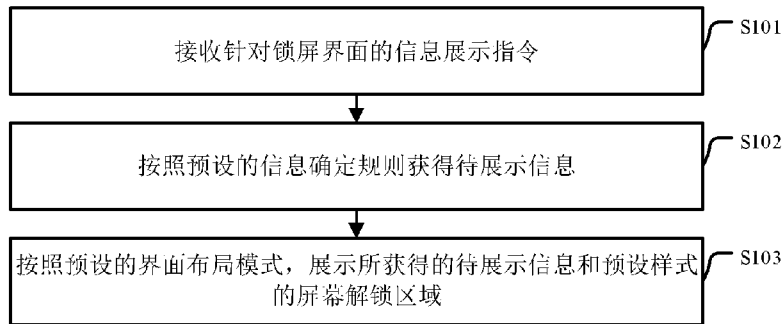 接收针对锁屏界面的信息展示指令
S101
按照预设的信息确定规则获得待展示信息
S102
按照预设的界面布局模式，展示所获得的待展示信息和预设样式
的屏幕解锁区域
S103